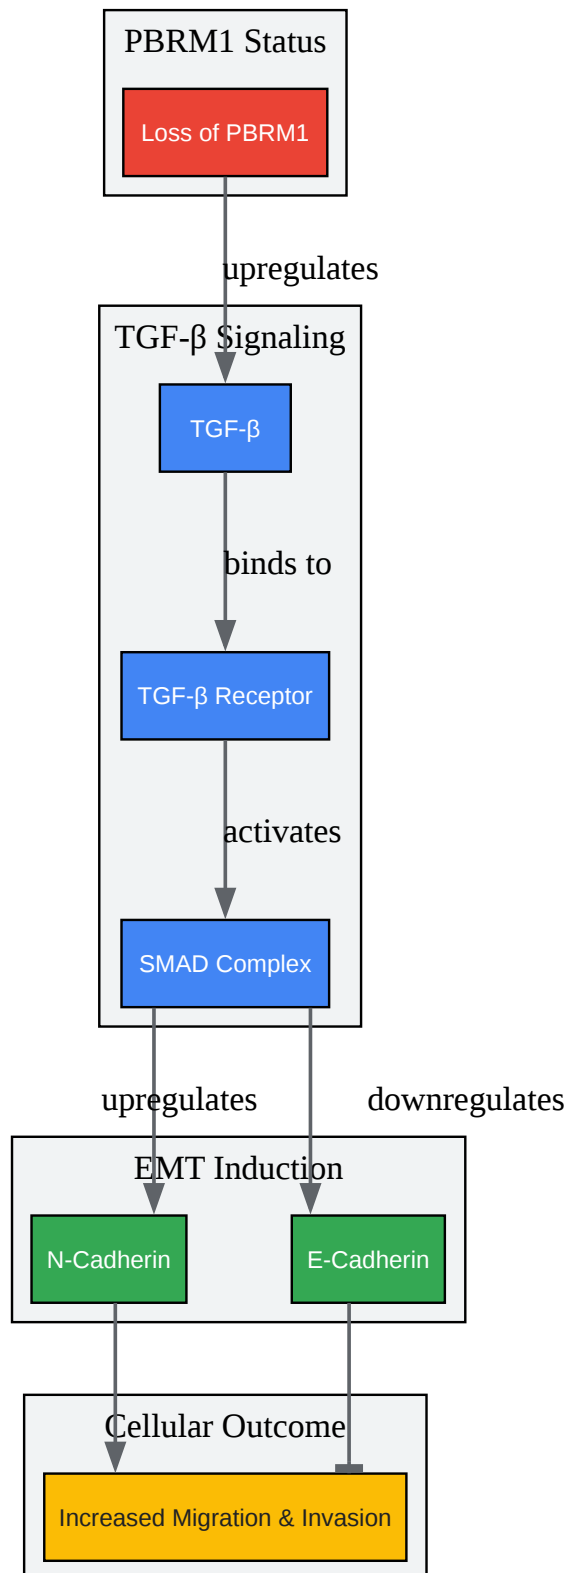 PBRM1 Status
Loss of PBRM1
upregulates
TGF-β Signaling
TGF-β
binds to
TGF-β Receptor
activates
SMAD Complex
upregulates
downregulates
EMT Induction
N-Cadherin
E-Cadherin
Cellular Outcome
Increased Migration & Invasion